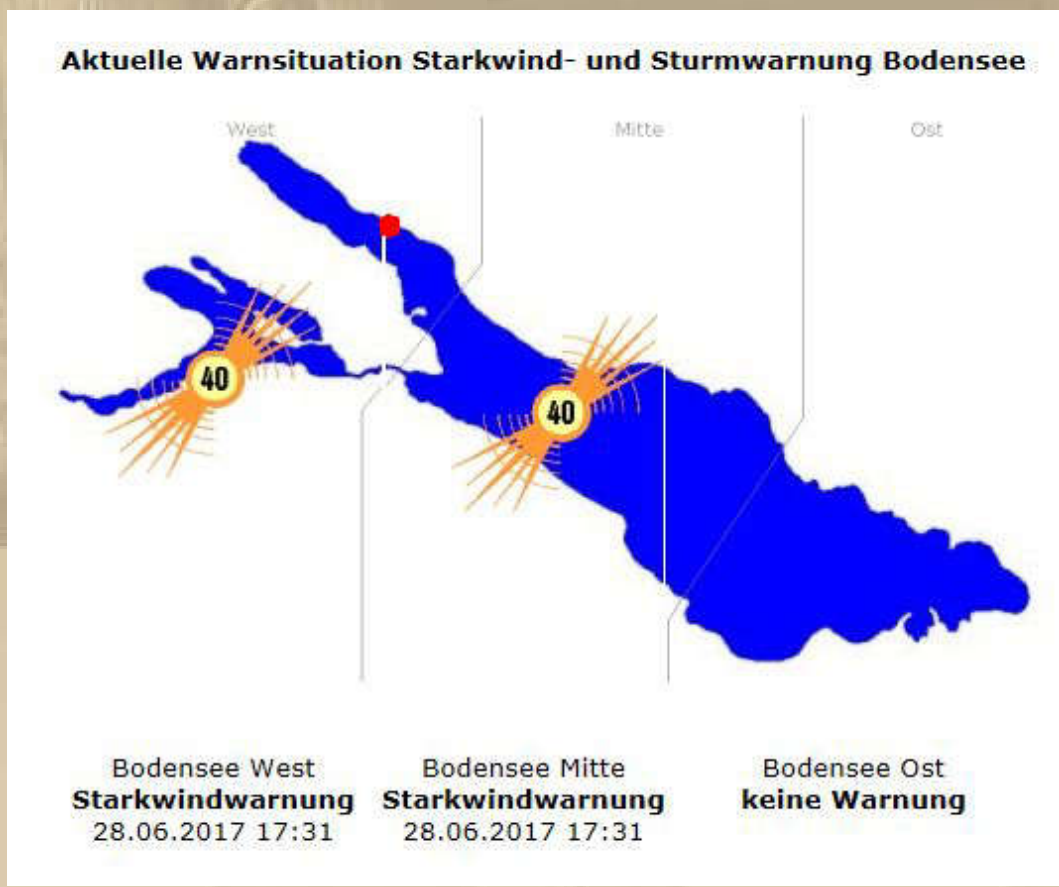 Aktuelle Warnsituation Starkwind- und Sturmwarnung Bodensee
West Mitte Ost
40
40
Bodensee West
Starkwindwarnung
28.06.2017 17:31
Bodensee Mitte
Starkwindwarnung
28.06.2017 17:31
Bodensee Ost
keine Warnung